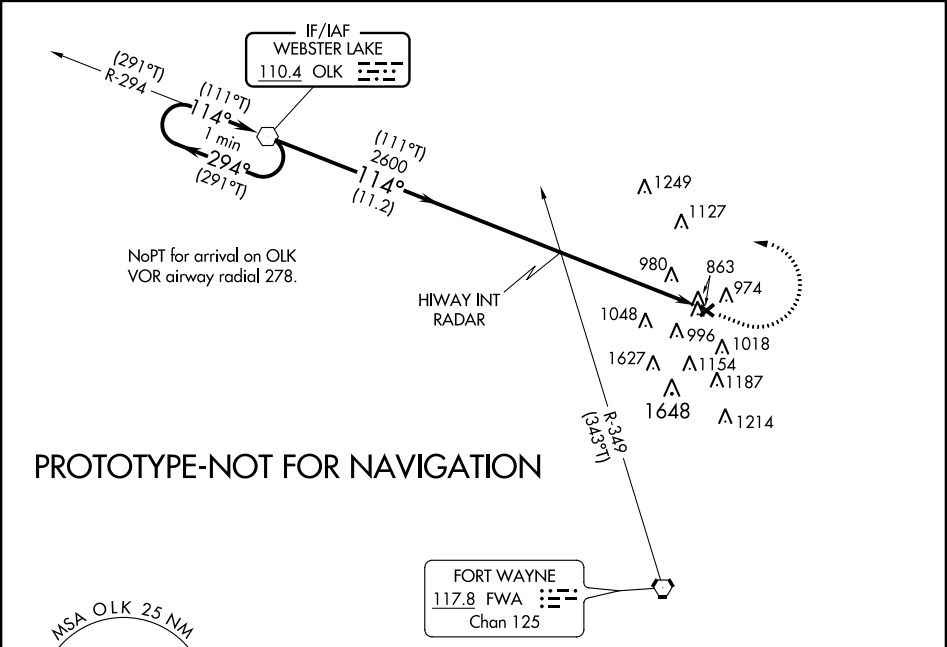 IF/IAF
WEBSTER LAKE
110.4 OLK
(291°T)
R-294
(111°T)
114°
1 min
294°
(291°T)
(111°T)
2600
114°
(11.2)
NoPT for arrival on OLK
VOR airway radial 278.
HIWAY INT
RADAR
1249
1127
980
863
974
1048
996
1018
1627
1154
1187
1648
1214
R-349
(343°T)
PROTOTYPE-NOT FOR NAVIGATION
FORT WAYNE
117.8 FWA
Chan 125
MSA OLK 25 NM